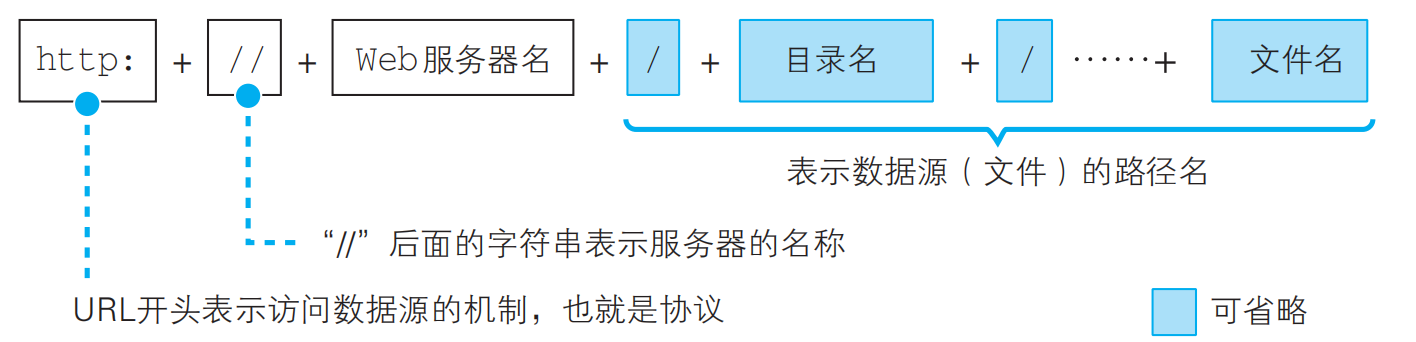 http: + // + Web服务器名 + / + 目录名 + / ……+ 文件名
表示数据源（文件）的路径名
“//”后面的字符串表示服务器的名称
URL开头表示访问数据源的机制，也就是协议
可省略